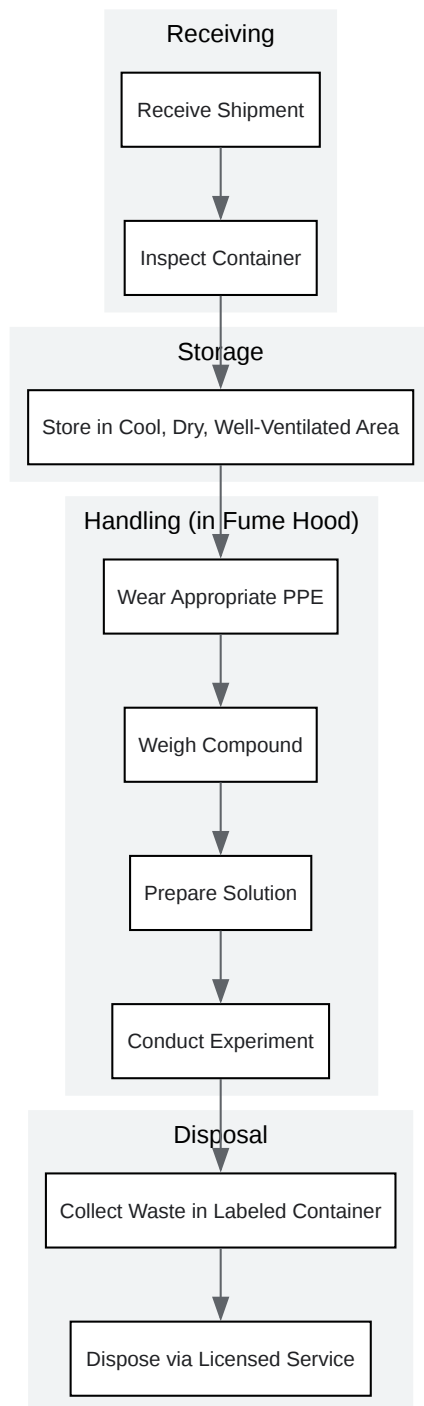 Receiving
Receive Shipment
Inspect Container
Storage
Store in Cool, Dry, Well-Ventilated Area
Handling (in Fume Hood)
Wear Appropriate PPE
Weigh Compound
Prepare Solution
Conduct Experiment
Disposal
Collect Waste in Labeled Container
Dispose via Licensed Service